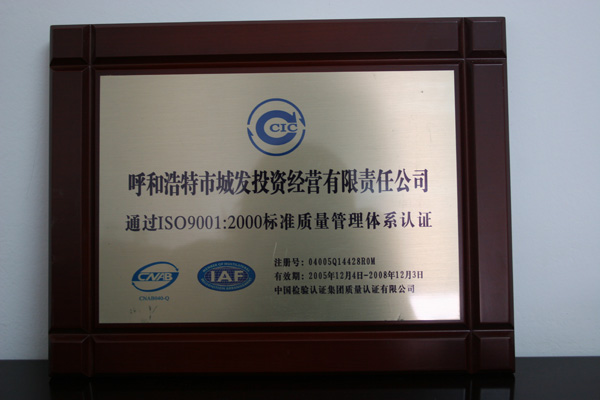 CCIC
呼和浩特市城发投资经营有限责任公司
通过ISO9001:2000标准质量管理体系认证
注册号:04005Q14428R0M
有效期:2005年12月4日-2008年12月3日
中国检验认证集团质量认证有限公司
CNAB
IAF